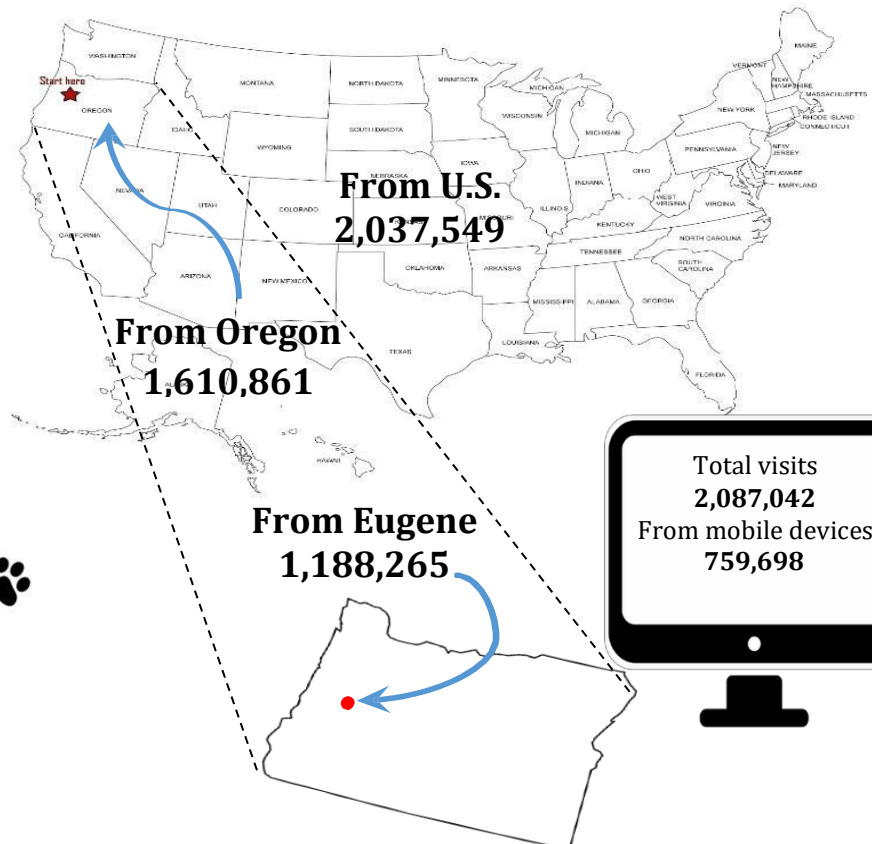 MAINE
WASHINGTON
VERMONT
MONTANA
NORTH DAKOTA
MINNESOTA
MICHIGAN
NEW
HAMPSHIRE
MASSACHUSETTS
Start here
OREGON
IDAHO
WISCONSIN
NEW YORK
RHODE ISLAND
CONNECTICUT
SOUTH DAKOTA
MICHIGAN
WYOMING
PENNSYLVANIA
NEW
JERSEY
IOWA
OHIO
DELAWARE
NEBRASKA
INDIANA
MARYLAND
NEVADA
UTAH
COLORADO
From U.S.
2,037,549
KANSAS
MISSOURI
ILLINOIS
WEST
VIRGINIA
VIRGINIA
KENTUCKY
CALIFORNIA
NORTH CAROLINA
TENNESSEE
ARIZONA
NEW MEXICO
OKLAHOMA
ARKANSAS
SOUTH
CAROLINA
MISSISSIPPI
ALABAMA
GEORGIA
From Oregon
1,610,861
TEXAS
LOUISIANA
FLORIDA
HAWAII
Total visits
2,087,042
From mobile devices
759,698
From Eugene
1,188,265